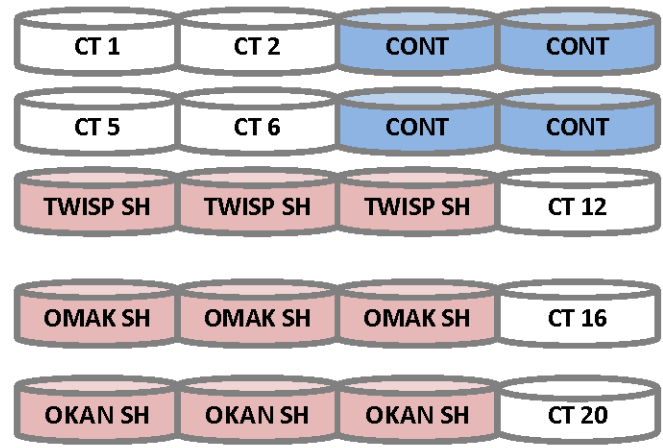 CT 1 CT 2 CONT CONT
CT 5 CT 6 CONT CONT
TWISP SH TWISP SH TWISP SH CT 12
OMAK SH OMAK SH OMAK SH CT 16
OKAN SH OKAN SH OKAN SH CT 20